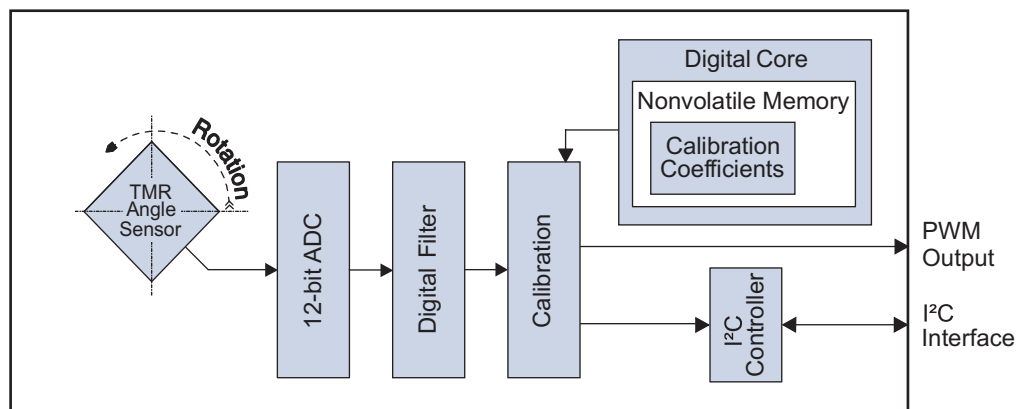 Digital Core
Nonvolatile Memory
Calibration
Coefficients
Rotation
TMR
Angle
Sensor
12-bit ADC
Digital Filter
Calibration
I²C
Controller
PWM
Output
I²C
Interface